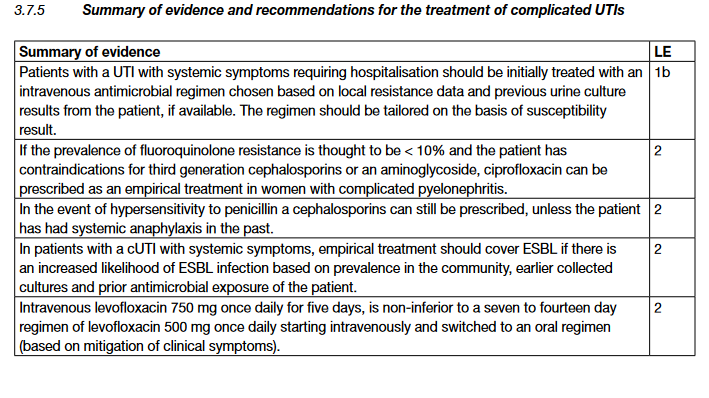 3.7.5 Summary of evidence and recommendations for the treatment of complicated UTIs
Summary of evidence LE
Patients with a UTI with systemic symptoms requiring hospitalisation should be initially treated with an 1b
intravenous antimicrobial regimen chosen based on local resistance data and previous urine culture
results from the patient, if available. The regimen should be tailored on the basis of susceptibility
result.
If the prevalence of fluoroquinolone resistance is thought to be < 10% and the patient has 2
contraindications for third generation cephalosporins or an aminoglycoside, ciprofloxacin can be
prescribed as an empirical treatment in women with complicated pyelonephritis.
In the event of hypersensitivity to penicillin a cephalosporins can still be prescribed, unless the patient 2
has had systemic anaphylaxis in the past.
In patients with a cUTI with systemic symptoms, empirical treatment should cover ESBL if there is 2
an increased likelihood of ESBL infection based on prevalence in the community, earlier collected
cultures and prior antimicrobial exposure of the patient.
Intravenous levofloxacin 750 mg once daily for five days, is non-inferior to a seven to fourteen day 2
regimen of levofloxacin 500 mg once daily starting intravenously and switched to an oral regimen
(based on mitigation of clinical symptoms).